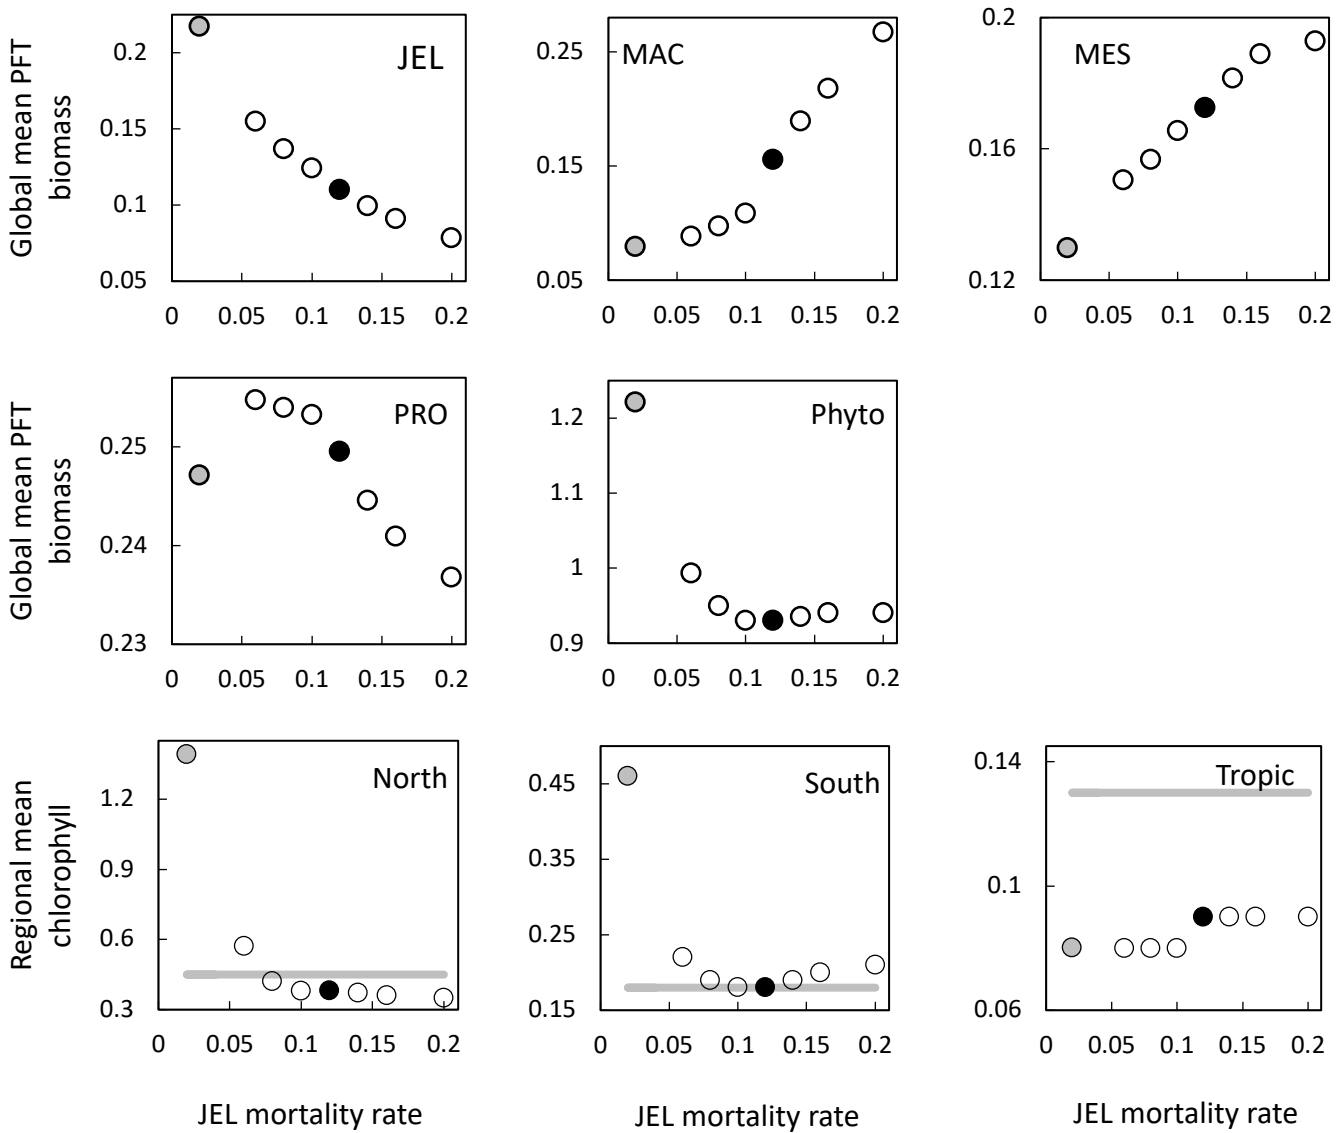 Global mean PFT
biomass
JEL
0.2
0.15
0.1
0.05
0 0.05 0.1 0.15 0.2
MAC
0.25
0.15
0.05
0 0.05 0.1 0.15 0.2
MES
0.2
0.16
0.12
0 0.05 0.1 0.15 0.2
Global mean PFT
biomass
PRO
0.25
0.24
0.23
0 0.05 0.1 0.15 0.2
Phyto
1.2
1.1
1
0.9
0 0.05 0.1 0.15 0.2
Regional mean
chlorophyll
North
1.2
0.9
0.6
0.3
0 0.05 0.1 0.15 0.2
JEL mortality rate
South
0.45
0.35
0.25
0.15
0 0.05 0.1 0.15 0.2
JEL mortality rate
Tropic
0.14
0.1
0.06
0 0.05 0.1 0.15 0.2
JEL mortality rate